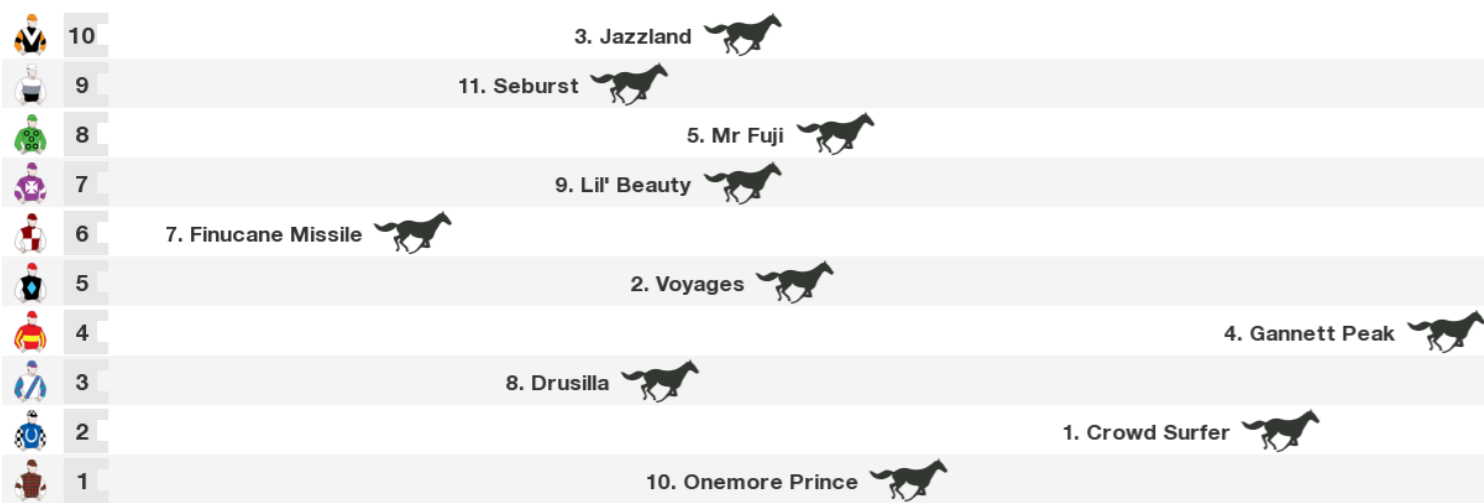 10 3. Jazzland
9 11. Seburst
8 5. Mr Fuji
7 9. Lil' Beauty
6 7. Finucane Missile
5 2. Voyages
4 4. Gannett Peak
3 8. Drusilla
2 1. Crowd Surfer
1 10. Onemore Prince